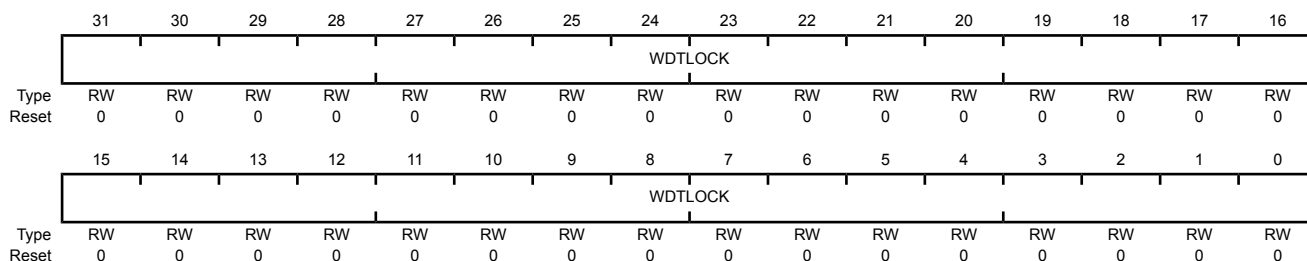 31 30 29 28 27 26 25 24 23 22 21 20 19 18 17 16
WDTLOCK
Type RW RW RW RW RW RW RW RW RW RW RW RW RW RW RW RW
Reset 0 0 0 0 0 0 0 0 0 0 0 0 0 0 0 0
15 14 13 12 11 10 9 8 7 6 5 4 3 2 1 0
WDTLOCK
Type RW RW RW RW RW RW RW RW RW RW RW RW RW RW RW RW
Reset 0 0 0 0 0 0 0 0 0 0 0 0 0 0 0 0